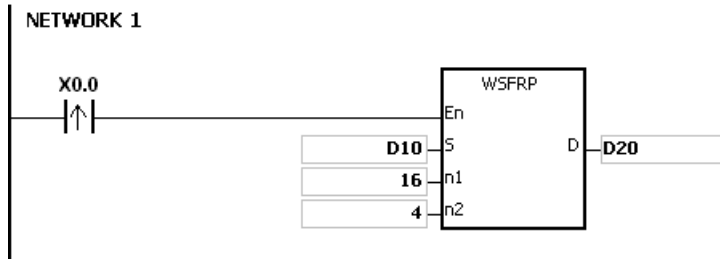 NETWORK 1
X0.0
WSFRP
En
D10 S D D20
16 n1
4 n2